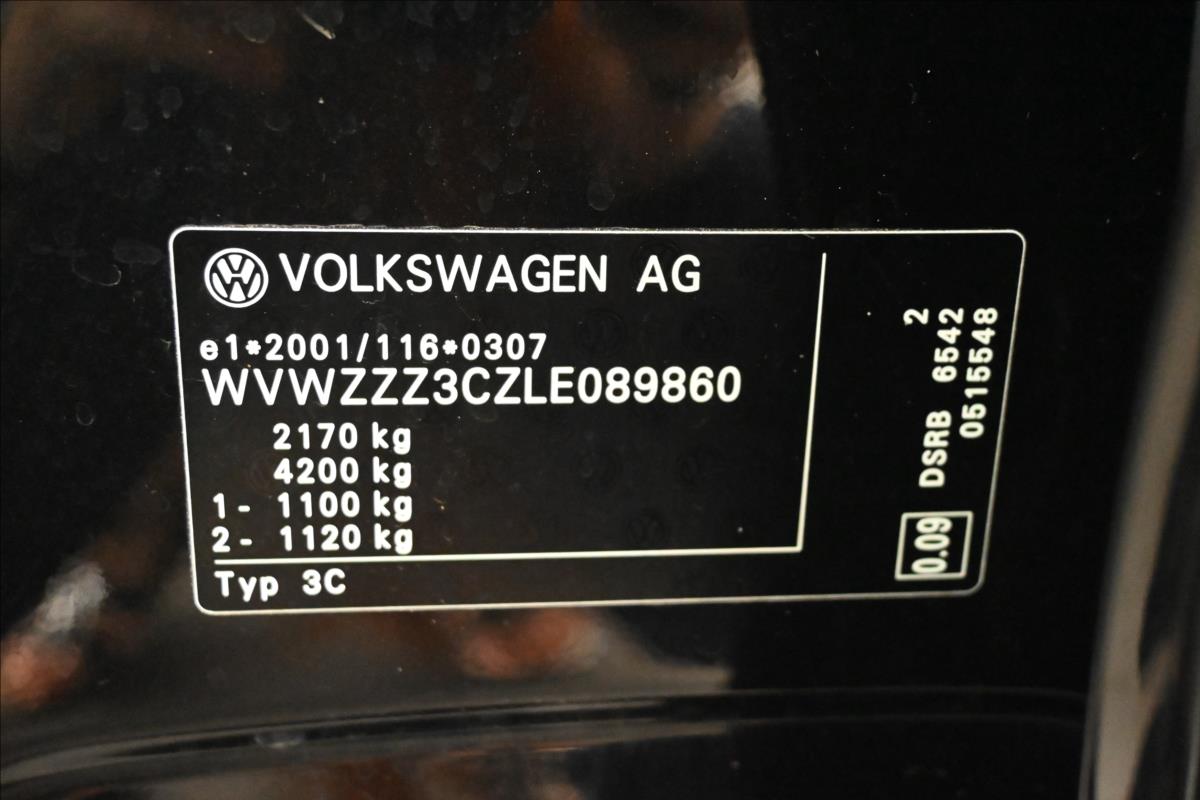 VOLKSWAGEN AG
e1*2001/116*0307
WVWZZZ3CZLE089860
2170 kg
4200 kg
1- 1100 kg
2- 1120 kg
Typ 3C
2
DSRB 6542
0515548
0.09